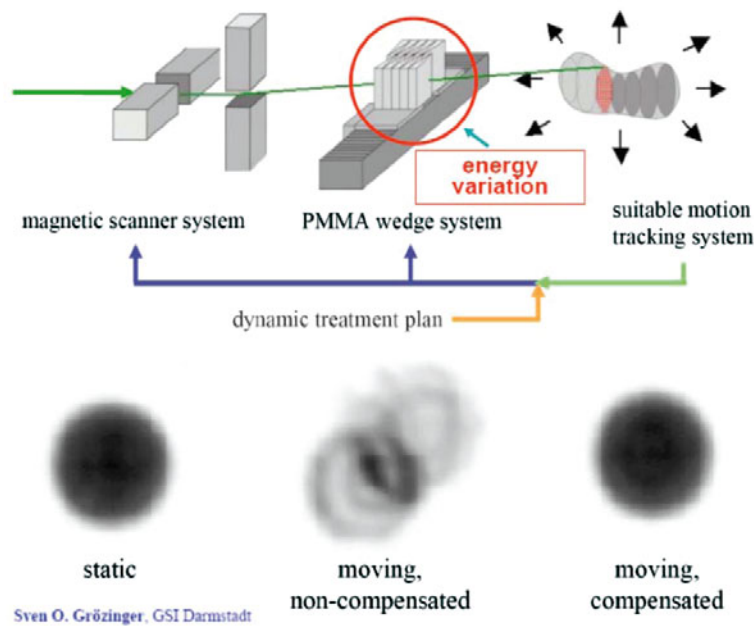 energy
variation
magnetic scanner system
PMMA wedge system
suitable motion
tracking system
dynamic treatment plan
static
moving,
non-compensated
moving,
compensated
Sven O. Grözinger, GSI Darmstadt